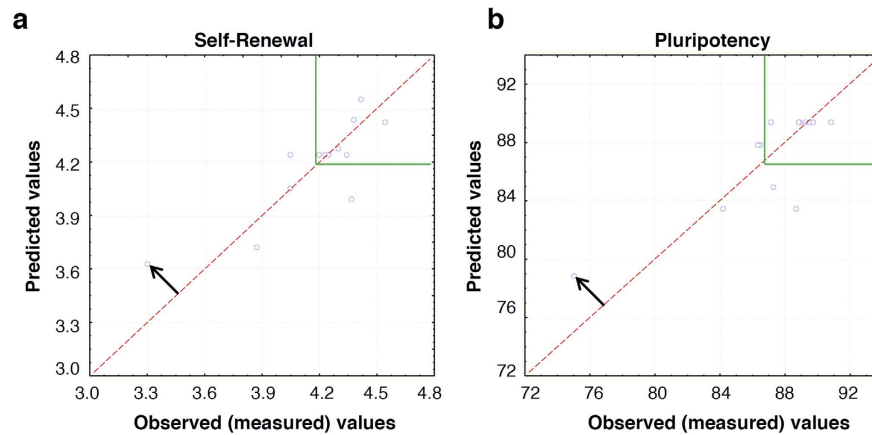 a
Self-Renewal
Predicted values
4.8
4.5
4.2
3.9
3.6
3.3
3.0
3.0 3.3 3.6 3.9 4.2 4.5 4.8
Observed (measured) values
b
Pluripotency
Predicted values
92
88
84
80
76
72
72 76 80 84 88 92
Observed (measured) values